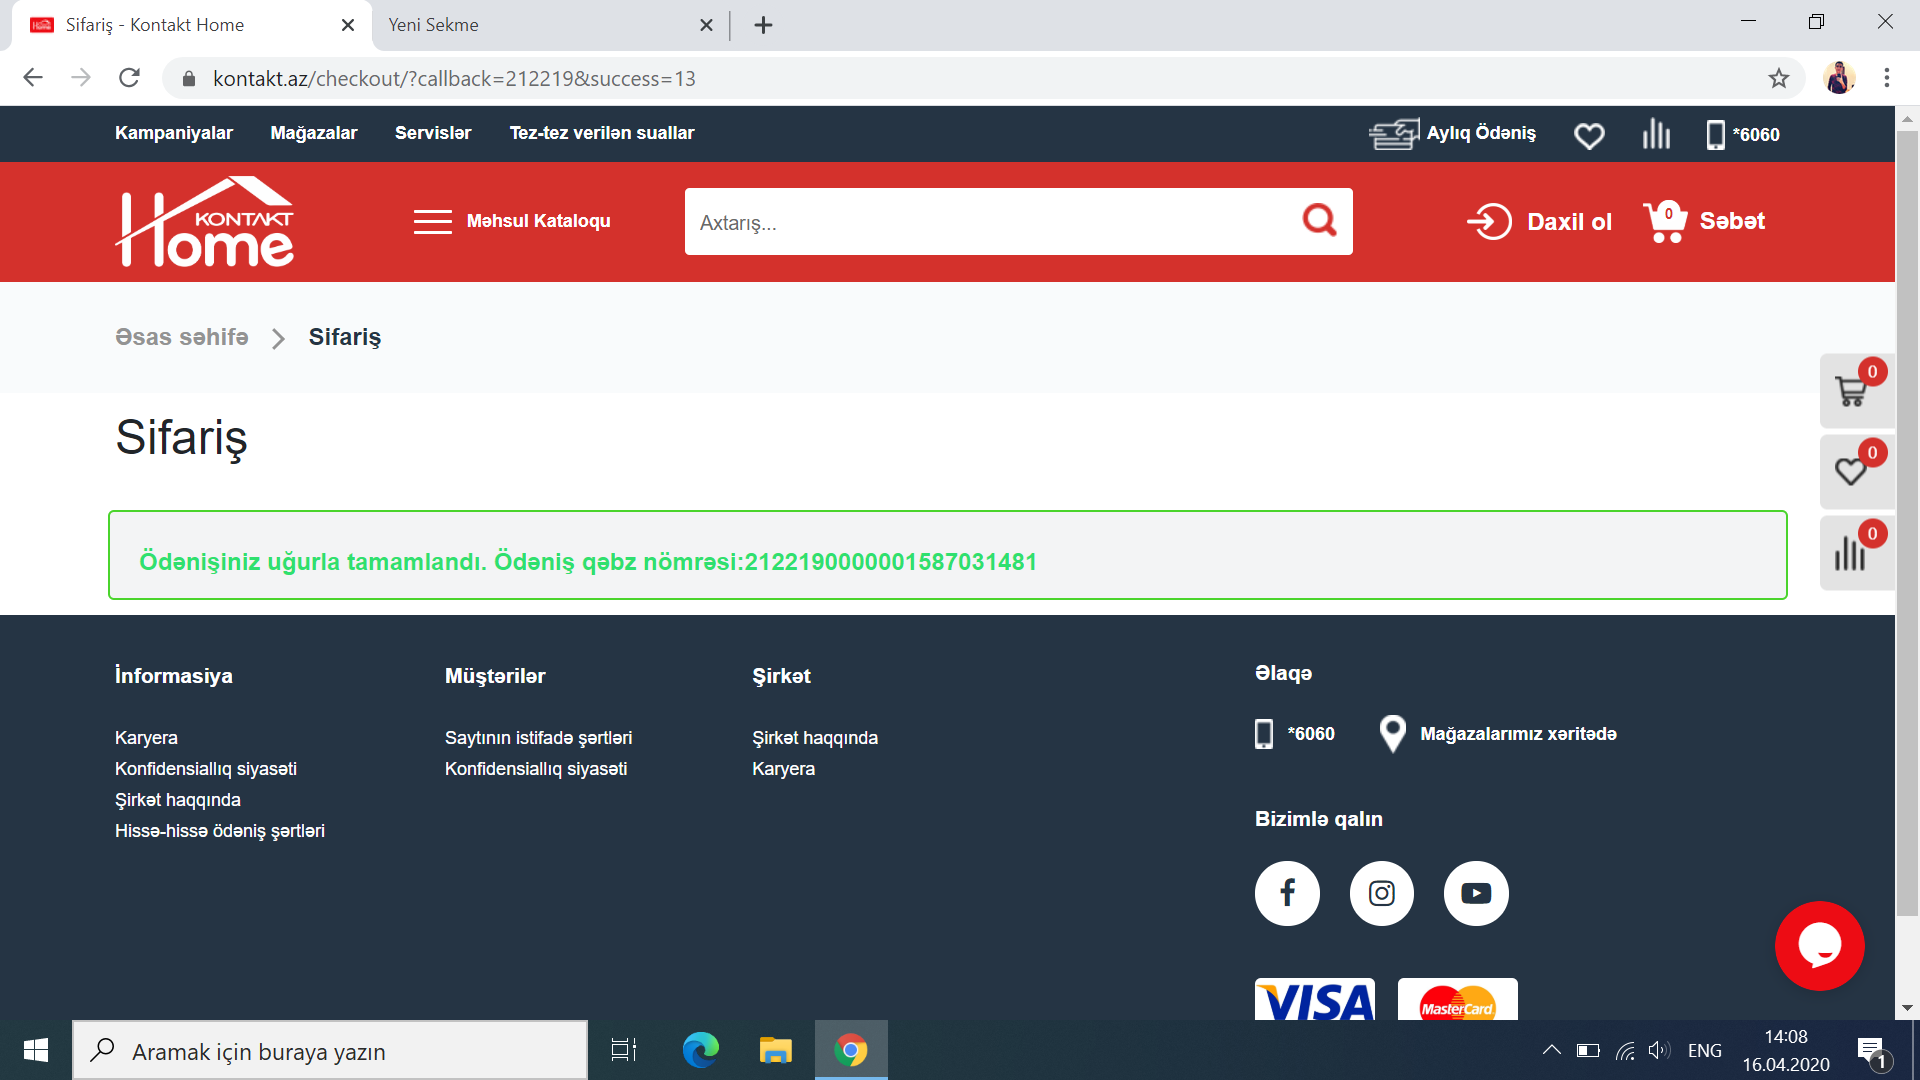 Sifariş - Kontakt Home
Yeni Sekme
kontakt.az/checkout/?callback=212219&success=13
Kampaniyalar Mağazalar Servislər Tez-tez verilən suallar Aylıq Ödəniş *6060
KONTAKT
Home
Məhsul Kataloqu
Axtarış...
Daxil ol
0
Səbət
Əsas səhifə Sifariş
0
0
0
Sifariş
Ödənişiniz uğurla tamamlandı. Ödəniş qəbz nömrəsi:2122190000001587031481
İnformasiya
Karyera
Konfidensiallıq siyasəti
Şirkət haqqında
Hissə-hissə ödəniş şərtləri
Müştərilər
Saytının istifadə şərtləri
Konfidensiallıq siyasəti
Şirkət
Şirkət haqqında
Karyera
Əlaqə
*6060 Mağazalarımız xəritədə
Bizimlə qalın
VISA MasterCard
Aramak için buraya yazın
ENG
14:08
16.04.2020
1